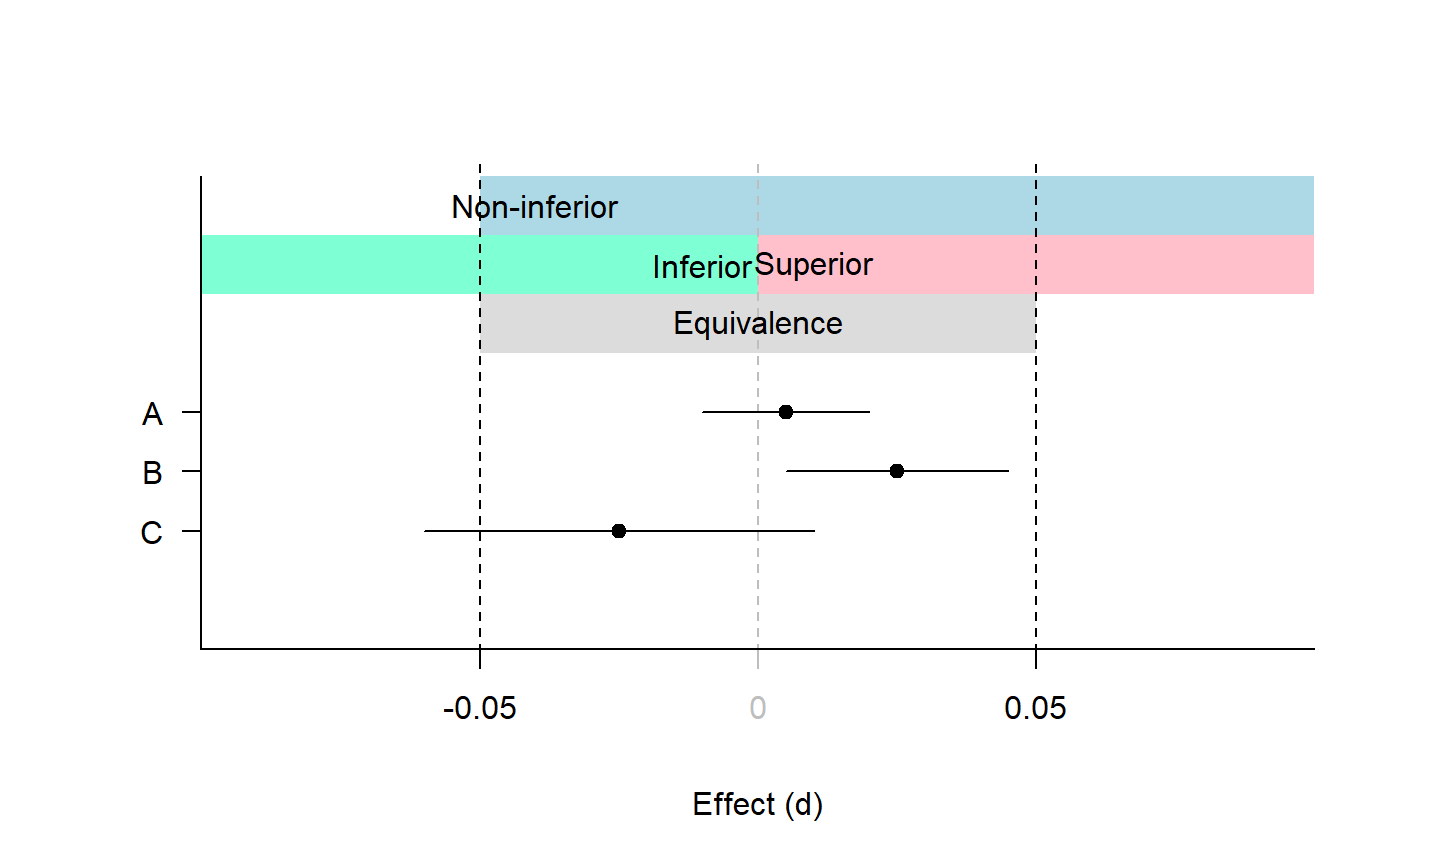 Non-inferior
Inferior Superior
Equivalence
A
B
C
-0.05 0 0.05
Effect (d)